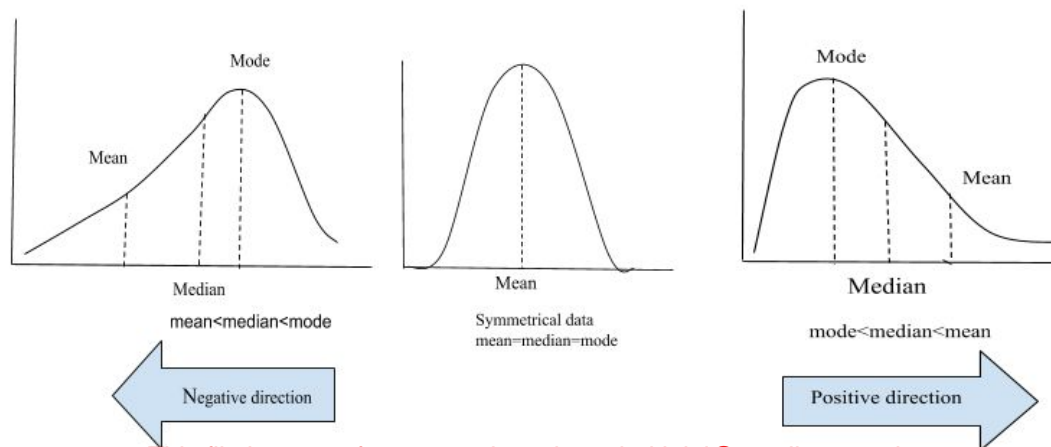 Mode
Mean
Median
mean<median<mode
Negative direction
Mean
Symmetrical data
mean=median=mode
Mode
Mean
Median
mode<median<mean
Positive direction